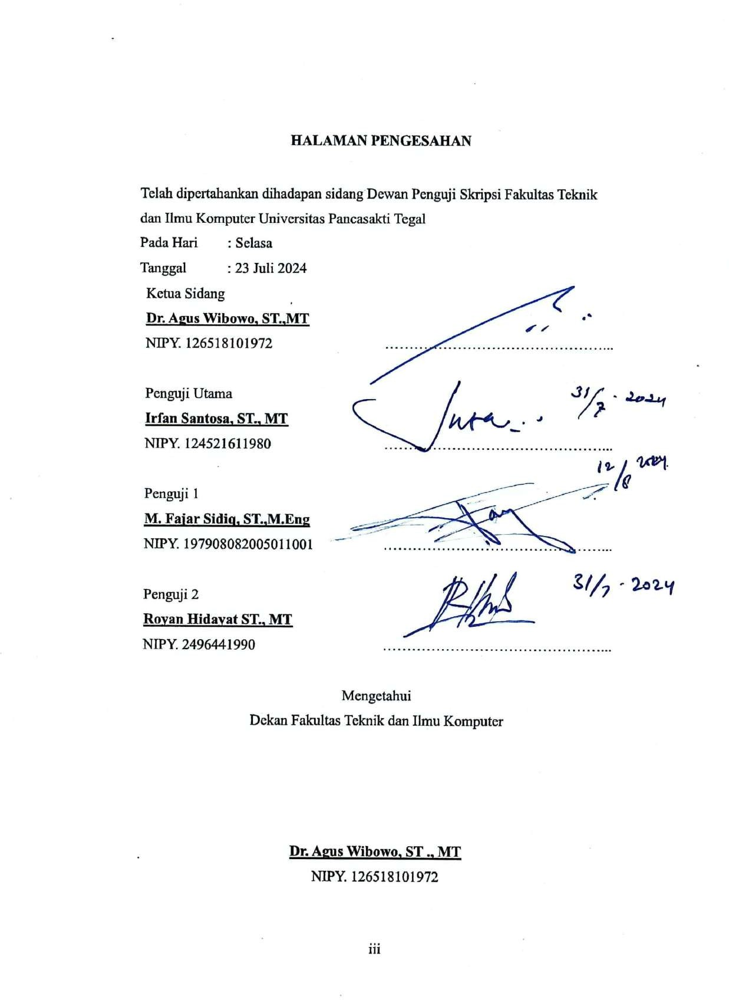 HALAMAN PENGESAHAN
Telah dipertahankan dihadapan sidang Dewan Penguji Skripsi Fakultas Teknik
dan Ilmu Komputer Universitas Pancasakti Tegal
Pada Hari : Selasa
Tanggal : 23 Juli 2024
Ketua Sidang
Dr. Agus Wibowo, ST.,MT
NIPY. 126518101972 ..........................................................
Penguji Utama
31/7 - 2024
Irfan Santosa, ST., MT
NIPY. 124521611980 ..........................................................
12/8 2024.
Penguji 1
M. Fajar Sidiq, ST.,M.Eng
NIPY. 197908082005011001 ..........................................................
31/7 - 2024
Penguji 2
Royan Hidayat ST., MT
NIPY. 2496441990 ..........................................................
Mengetahui
Dekan Fakultas Teknik dan Ilmu Komputer
Dr. Agus Wibowo, ST ., MT
NIPY. 126518101972
iii